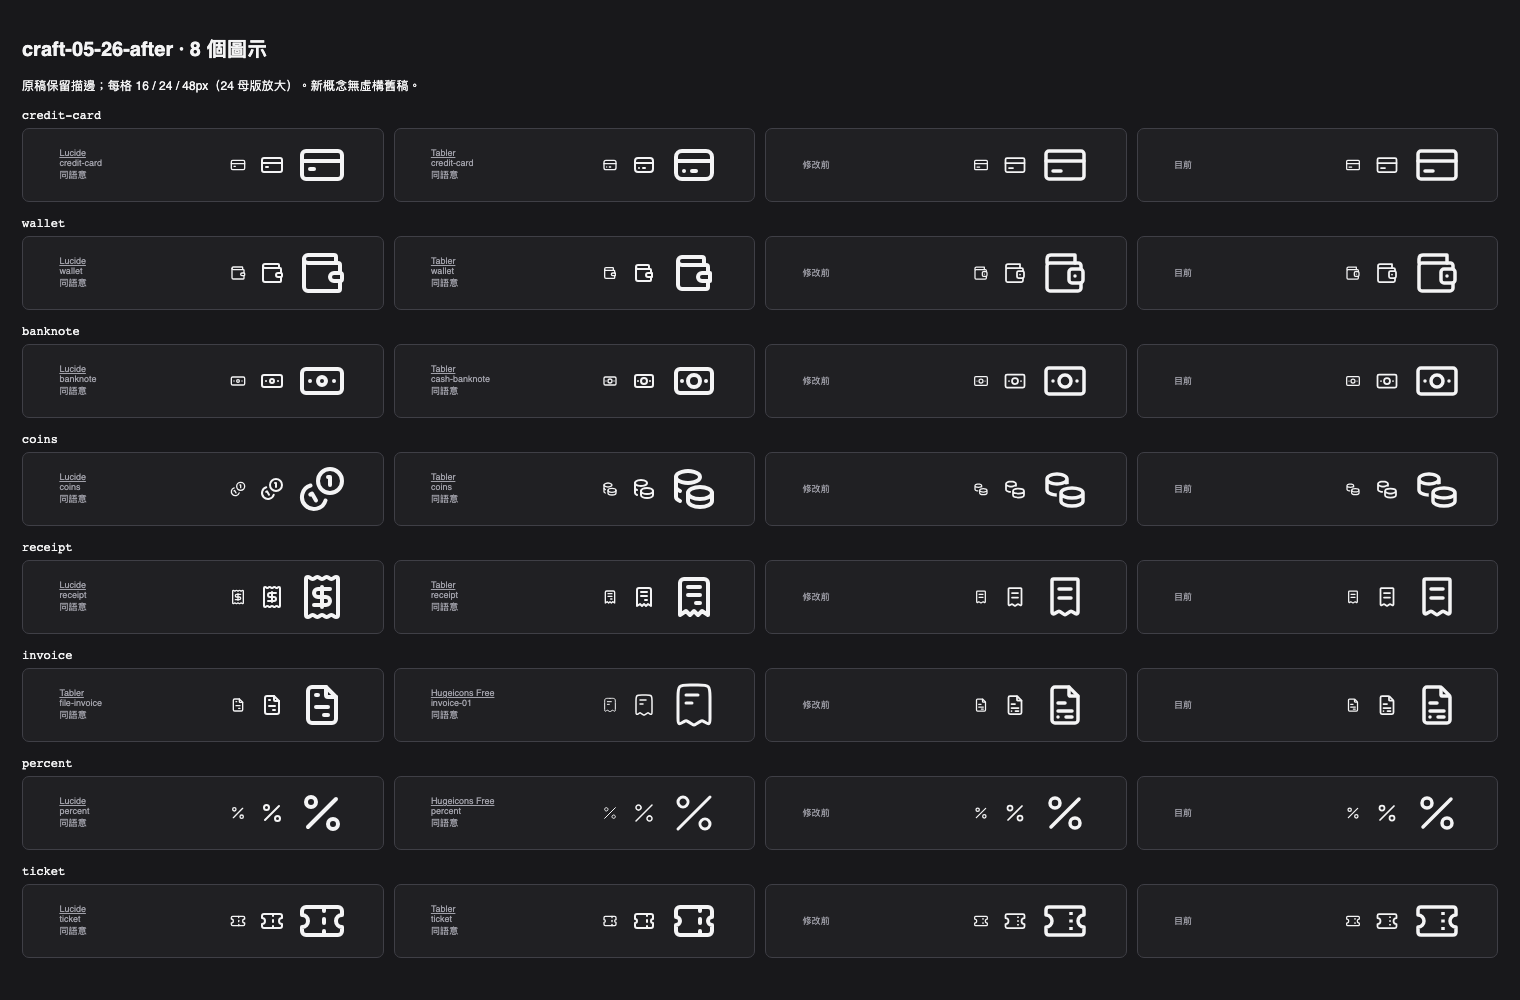 craft-05-26-after · 8 個圖示
原稿保留描邊；每格 16 / 24 / 48px（24 母版放大）。新概念無虛構舊稿。
credit-card
Lucide
credit-card
同語意
Tabler
credit-card
同語意
修改前
目前
wallet
Lucide
wallet
同語意
Tabler
wallet
同語意
修改前
目前
banknote
Lucide
banknote
同語意
Tabler
cash-banknote
同語意
修改前
目前
coins
Lucide
coins
同語意
Tabler
coins
同語意
修改前
目前
receipt
Lucide
receipt
同語意
Tabler
receipt
同語意
修改前
目前
invoice
Tabler
file-invoice
同語意
Hugeicons Free
invoice-01
同語意
修改前
目前
percent
Lucide
percent
同語意
Hugeicons Free
percent
同語意
修改前
目前
ticket
Lucide
ticket
同語意
Tabler
ticket
同語意
修改前
目前